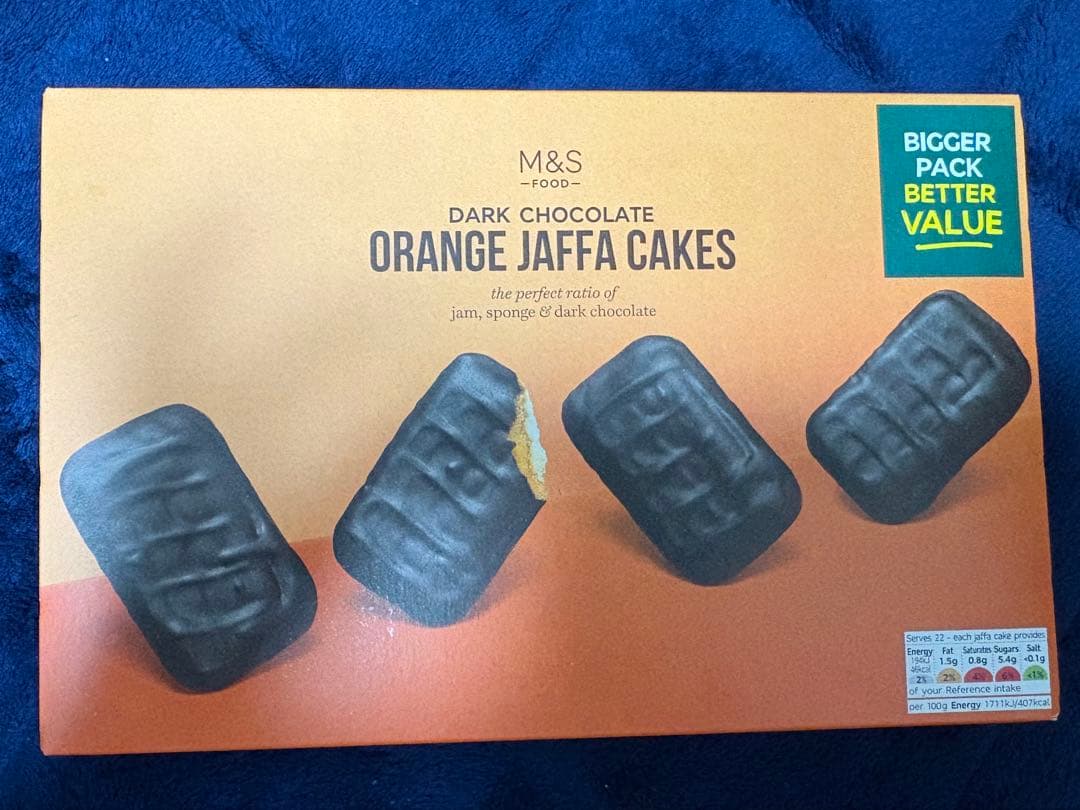 M&S
FOOD
DARK CHOCOLATE
ORANGE JAFFA CAKES
the perfect ratio of
jam, sponge & dark chocolate
BIGGER
PACK
BETTER
VALUE
Serves 22 - each jaffa cake provides
Energy Fat Saturates Sugars Salt
194kJ 1.5g 0.8g 5.4g <0.1g
46kcal
2% 2% 4% 6% <1%
of your Reference intake
per 100g Energy 1711kJ/407kcal